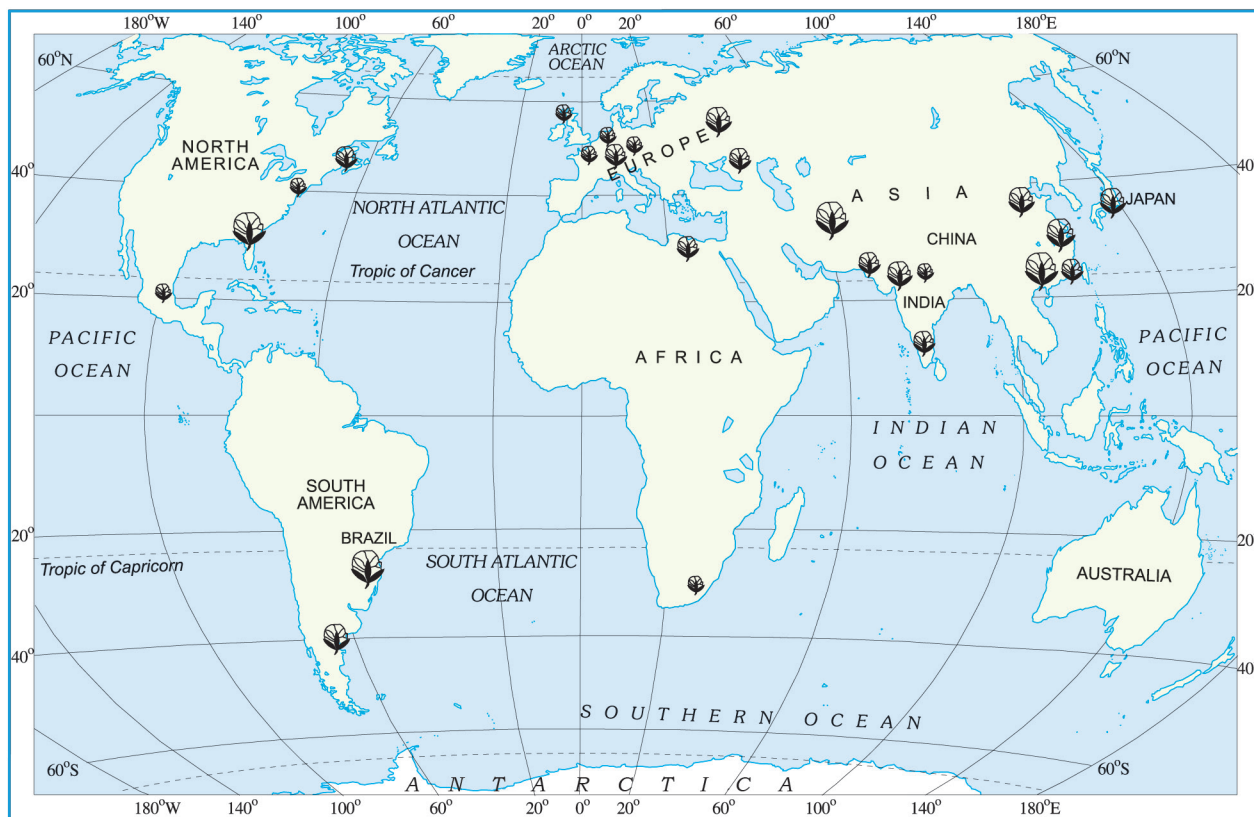 180°W 140° 100° 60° 20° 0° 20° 60° 100° 140° 180°E
ARCTIC
OCEAN
60°N
60°N
NORTH
AMERICA
EUROPE
40°
40°
ASIA
JAPAN
NORTH ATLANTIC
OCEAN
CHINA
Tropic of Cancer
20°
20°
INDIA
PACIFIC
OCEAN
PACIFIC
OCEAN
AFRICA
INDIAN
OCEAN
SOUTH
AMERICA
BRAZIL
20°
20°
Tropic of Capricorn
SOUTH ATLANTIC
OCEAN
AUSTRALIA
40°
40°
SOUTHERN OCEAN
60°S
60°S
ANTARCTICA
180°W 140° 100° 60° 20° 0° 20° 60° 100° 140° 180°E